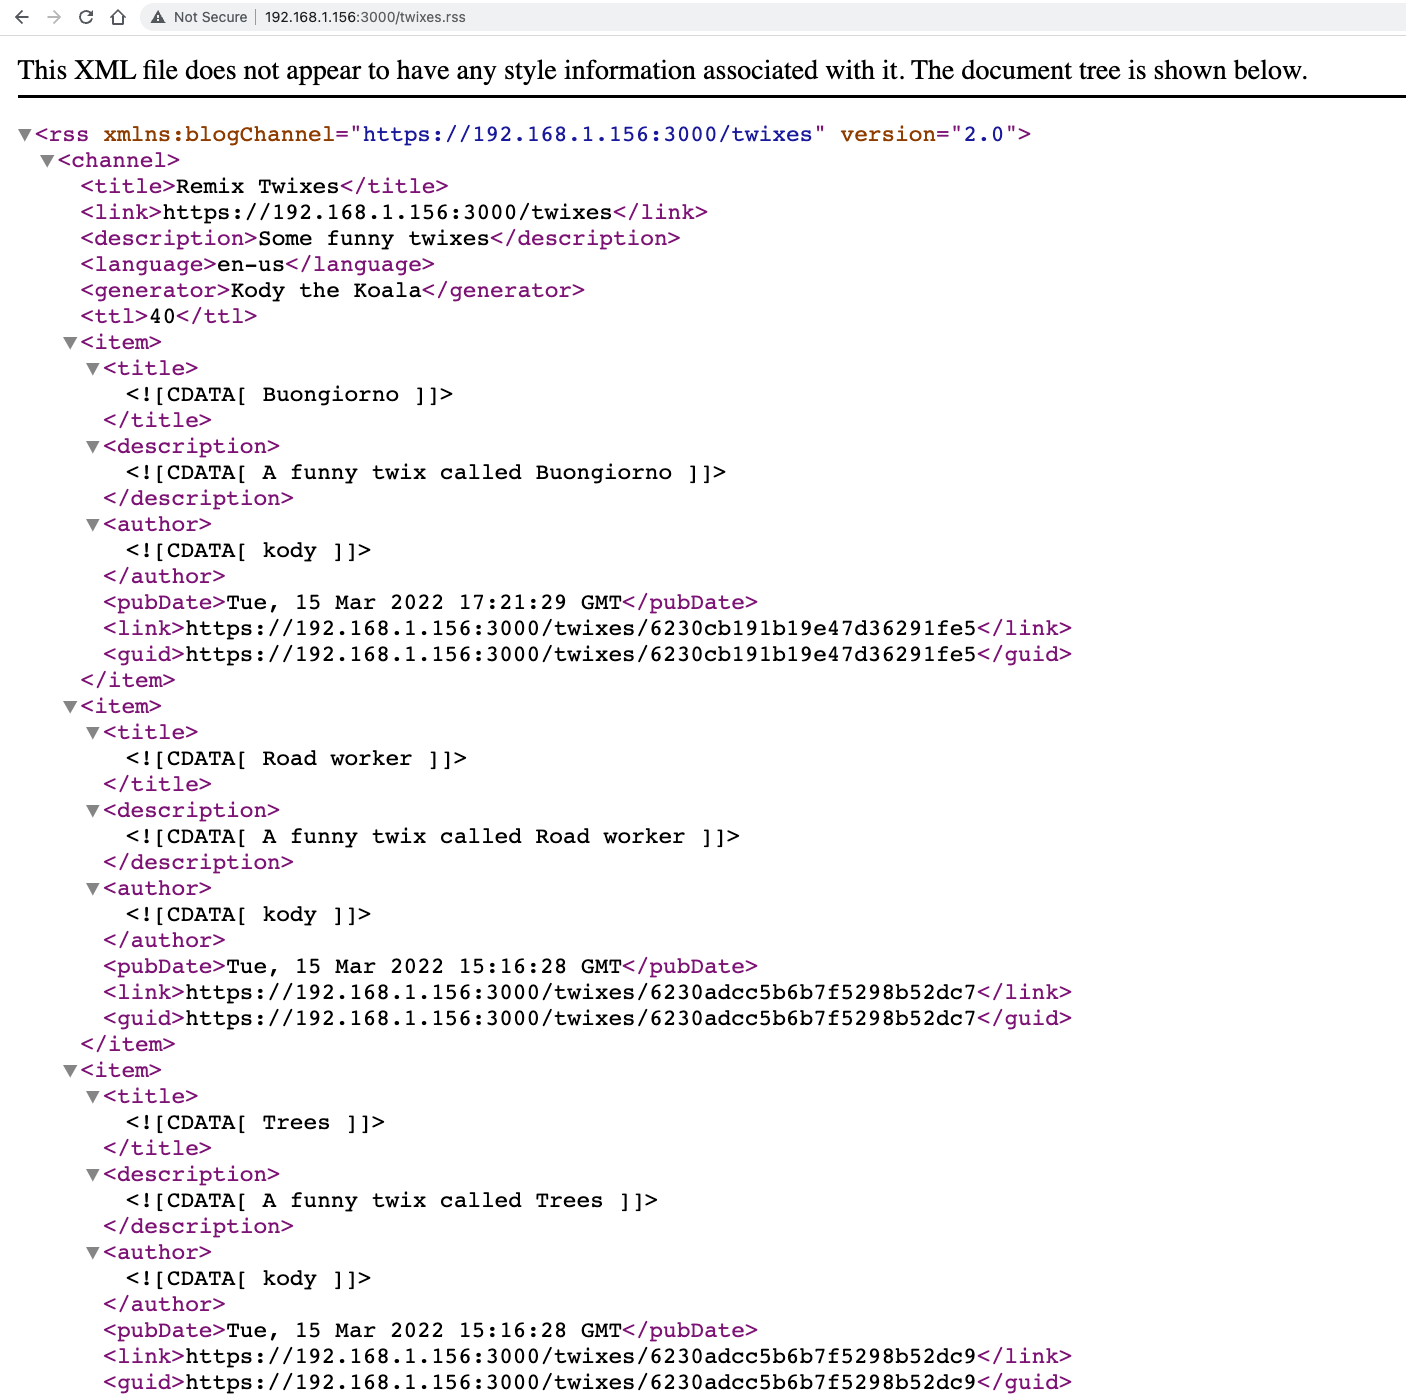 Not Secure | 192.168.1.156:3000/twixes.rss
This XML file does not appear to have any style information associated with it. The document tree is shown below.
<rss xmlns:blogChannel="https://192.168.1.156:3000/twixes" version="2.0">
<channel>
<title>Remix Twixes</title>
<link>https://192.168.1.156:3000/twixes</link>
<description>Some funny twixes</description>
<language>en-us</language>
<generator>Kody the Koala</generator>
<ttl>40</ttl>
<item>
<title>
<![CDATA[ Buongiorno ]]>
</title>
<description>
<![CDATA[ A funny twix called Buongiorno ]]>
</description>
<author>
<![CDATA[ kody ]]>
</author>
<pubDate>Tue, 15 Mar 2022 17:21:29 GMT</pubDate>
<link>https://192.168.1.156:3000/twixes/6230cb191b19e47d36291fe5</link>
<guid>https://192.168.1.156:3000/twixes/6230cb191b19e47d36291fe5</guid>
</item>
<item>
<title>
<![CDATA[ Road worker ]]>
</title>
<description>
<![CDATA[ A funny twix called Road worker ]]>
</description>
<author>
<![CDATA[ kody ]]>
</author>
<pubDate>Tue, 15 Mar 2022 15:16:28 GMT</pubDate>
<link>https://192.168.1.156:3000/twixes/6230adcc5b6b7f5298b52dc7</link>
<guid>https://192.168.1.156:3000/twixes/6230adcc5b6b7f5298b52dc7</guid>
</item>
<item>
<title>
<![CDATA[ Trees ]]>
</title>
<description>
<![CDATA[ A funny twix called Trees ]]>
</description>
<author>
<![CDATA[ kody ]]>
</author>
<pubDate>Tue, 15 Mar 2022 15:16:28 GMT</pubDate>
<link>https://192.168.1.156:3000/twixes/6230adcc5b6b7f5298b52dc9</link>
<guid>https://192.168.1.156:3000/twixes/6230adcc5b6b7f5298b52dc9</guid>